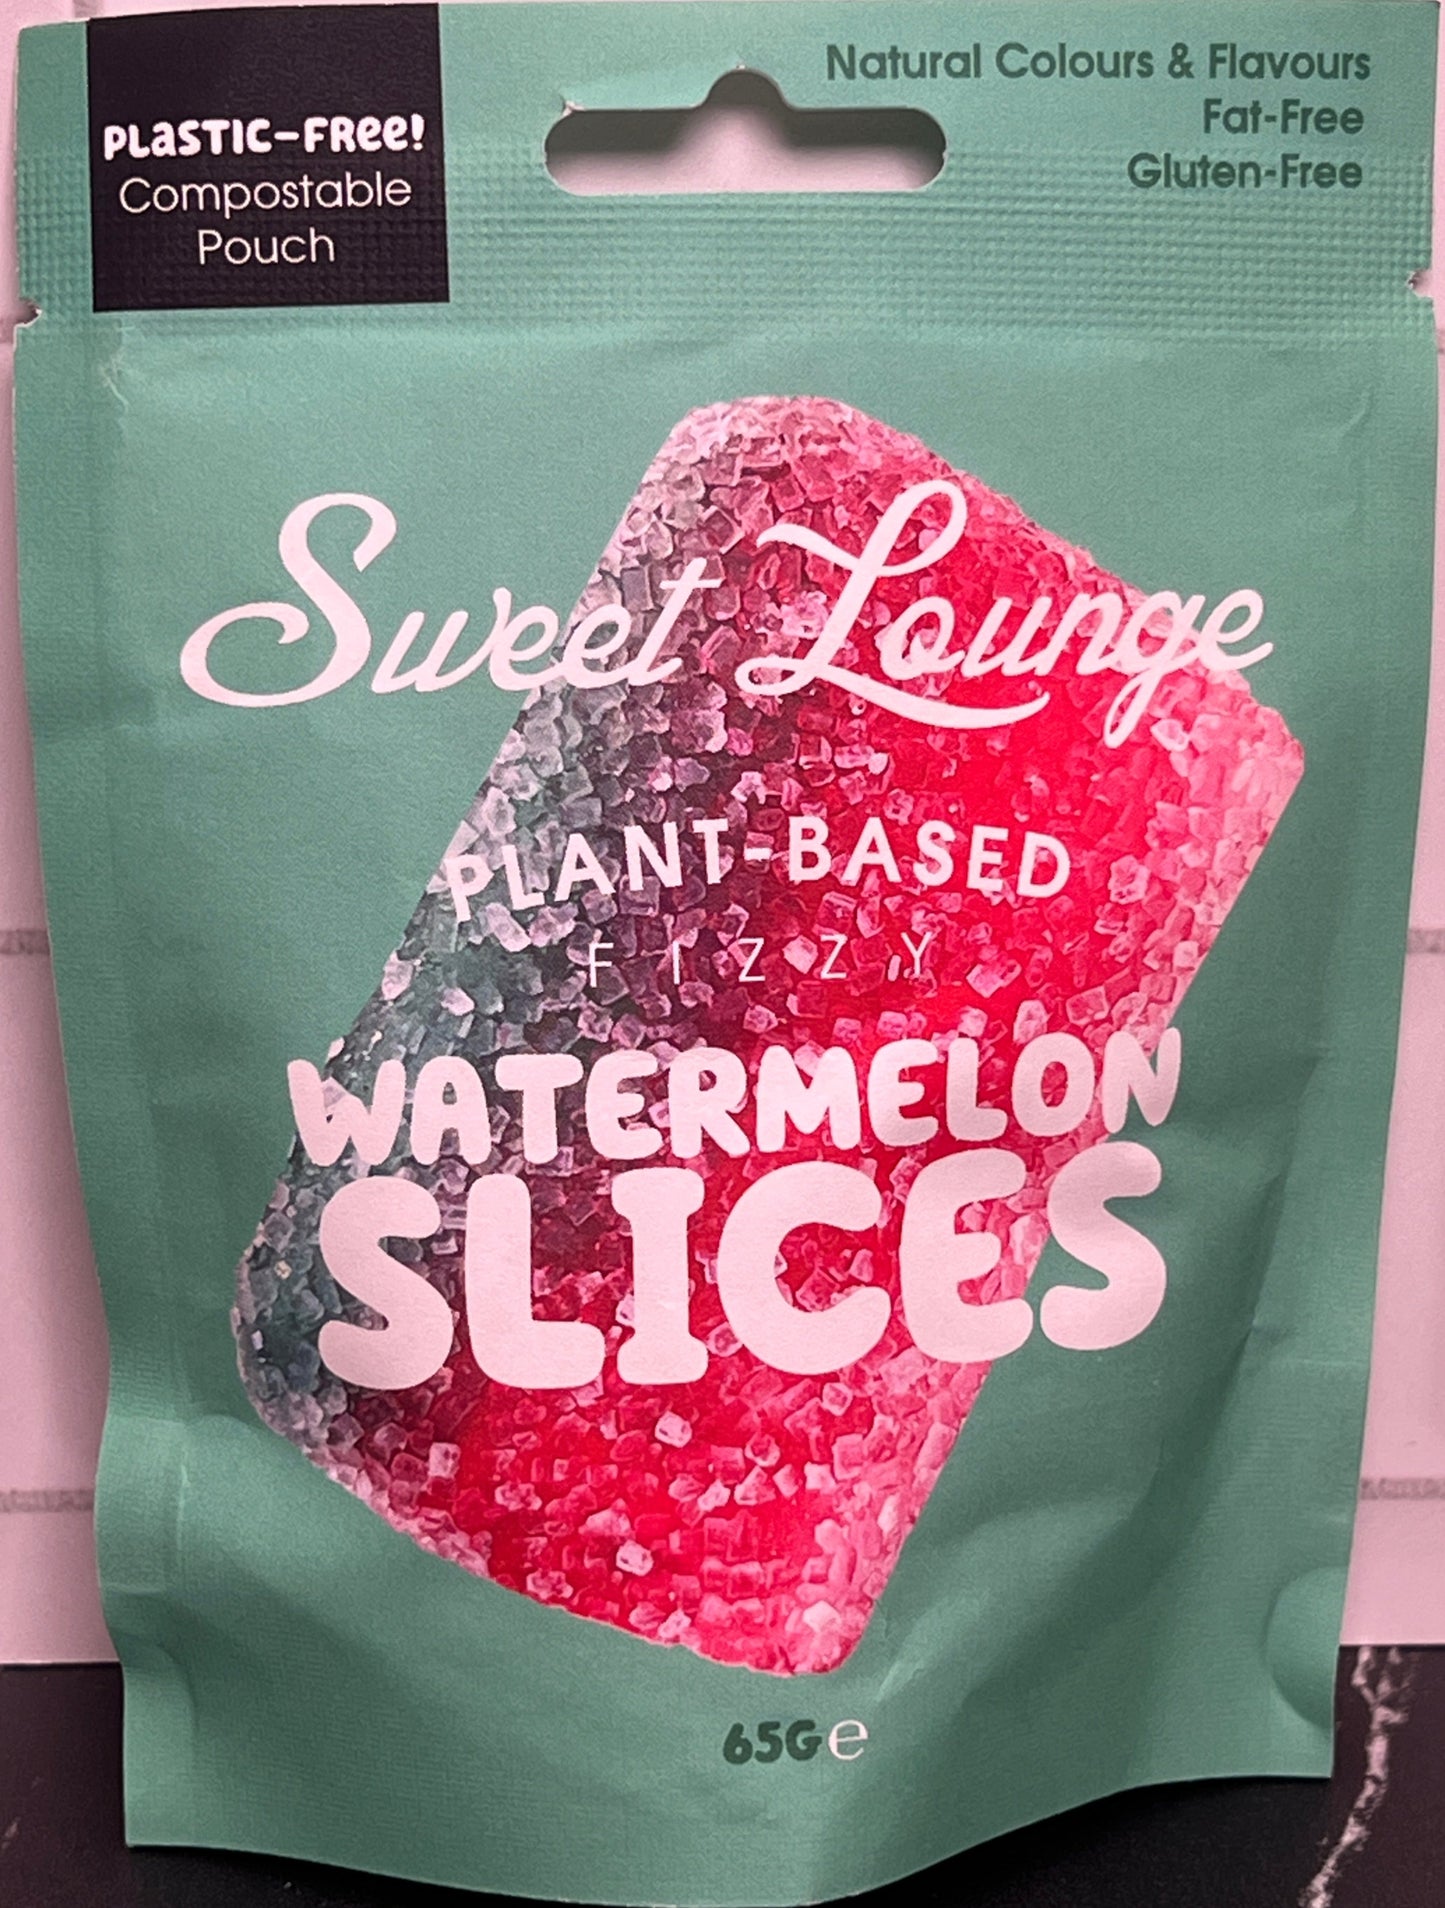 PLASTIC-FREE!
Compostable
Pouch
Natural Colours & Flavours
Fat-Free
Gluten-Free
Sweet Lounge
PLANT-BASED
FIZZY
WATERMELON
SLICES
65G e